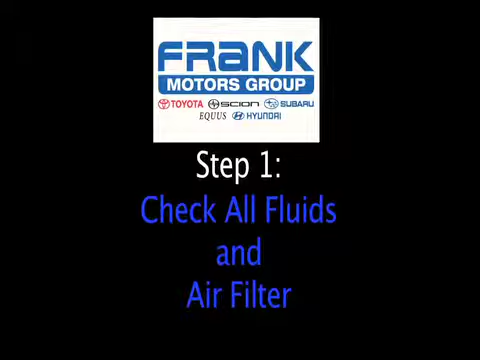 FRANK
MOTORS GROUP
TOYOTA SCION SUBARU
EQUUS HYUNDAI
Step 1:
Check All Fluids
and
Air Filter